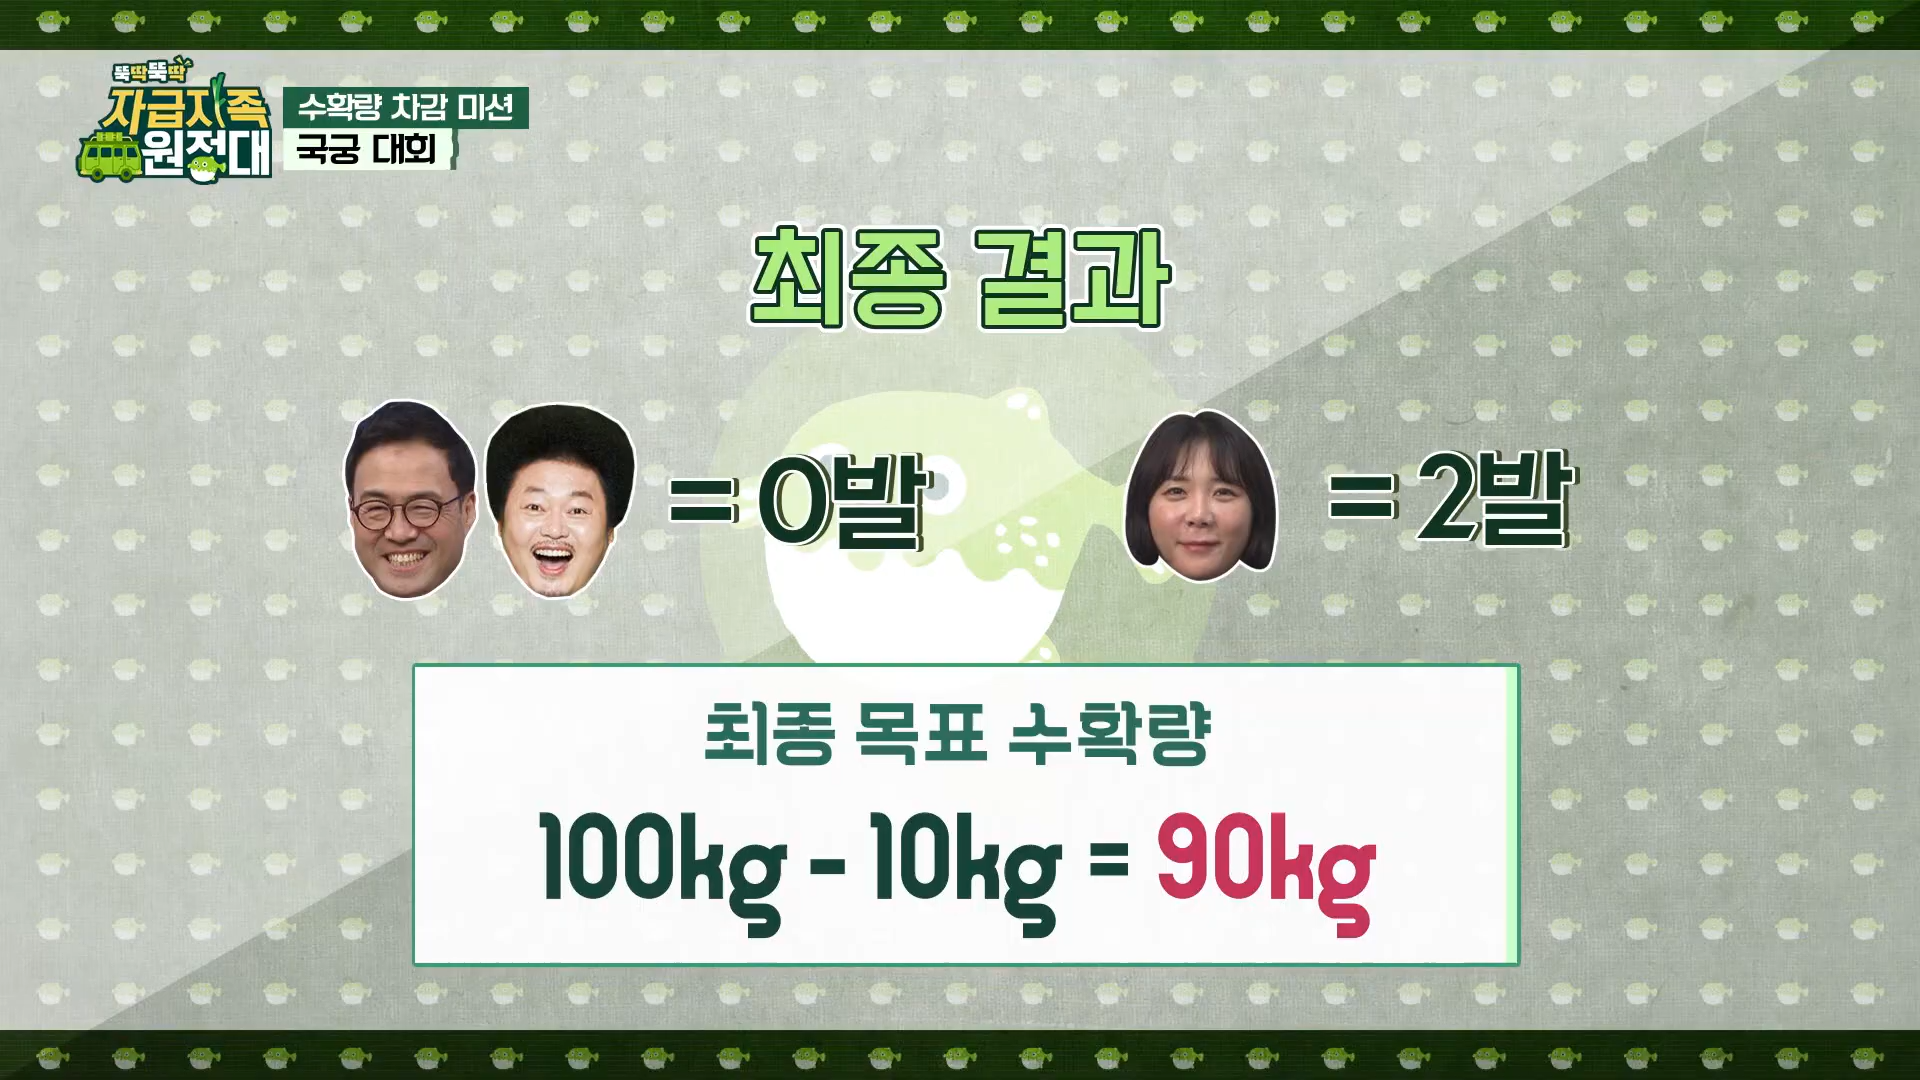 뚝딱뚝딱
자급자족
원정대
수확량 차감 미션
국궁 대회
최종 결과
= 0발
= 2발
최종 목표 수확량
100kg - 10kg = 90kg